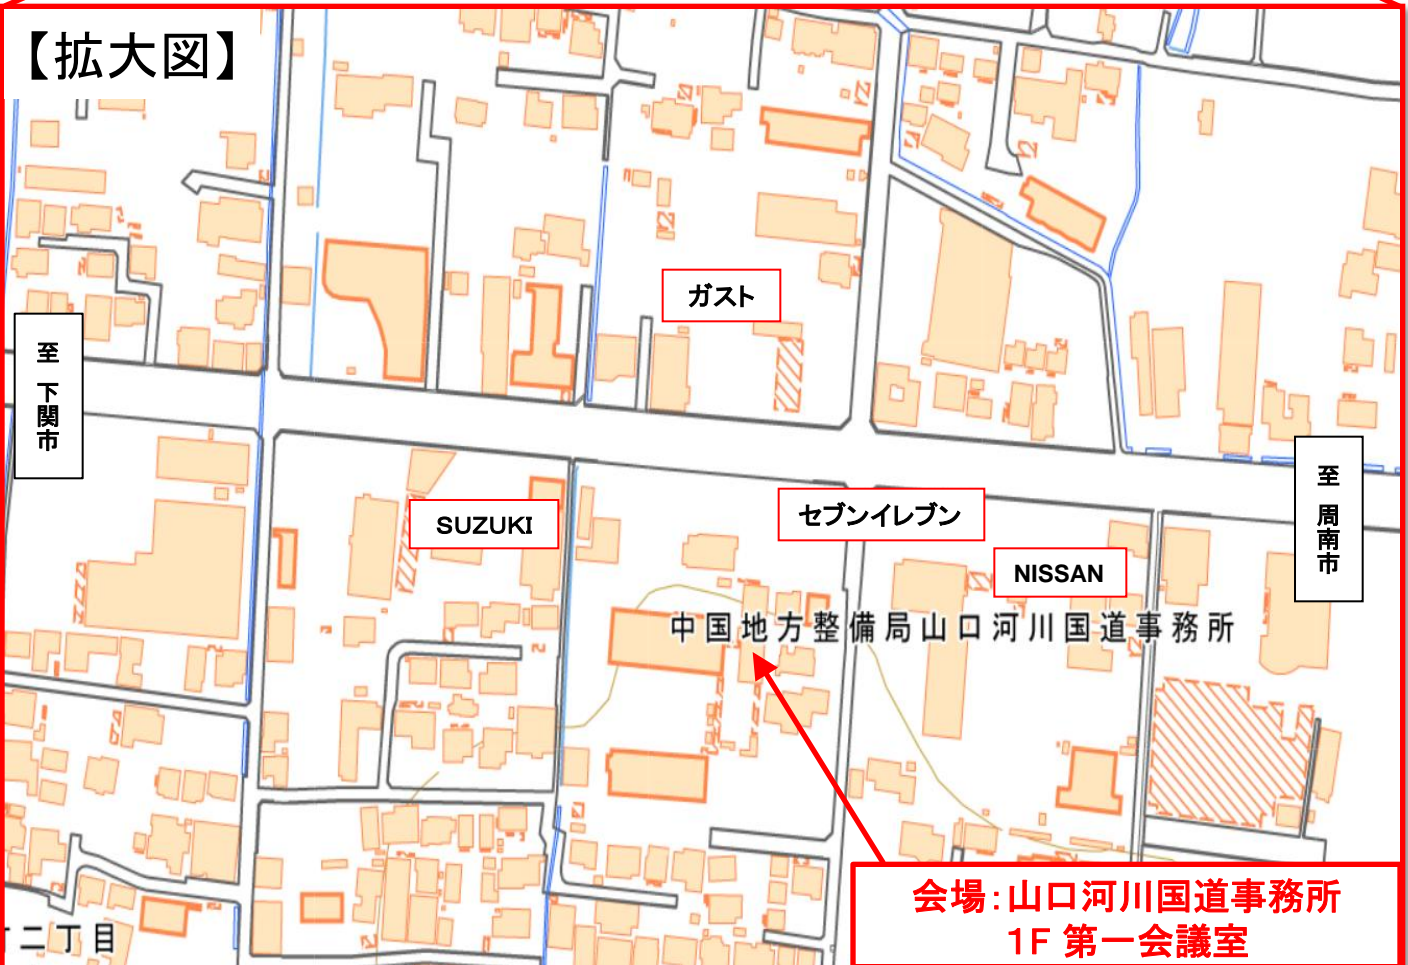 【拡大図】
ガスト
至 下関市
至 周南市
SUZUKI
セブンイレブン
NISSAN
中国地方整備局山口河川国道事務所
会場:山口河川国道事務所
1F 第一会議室
二丁目